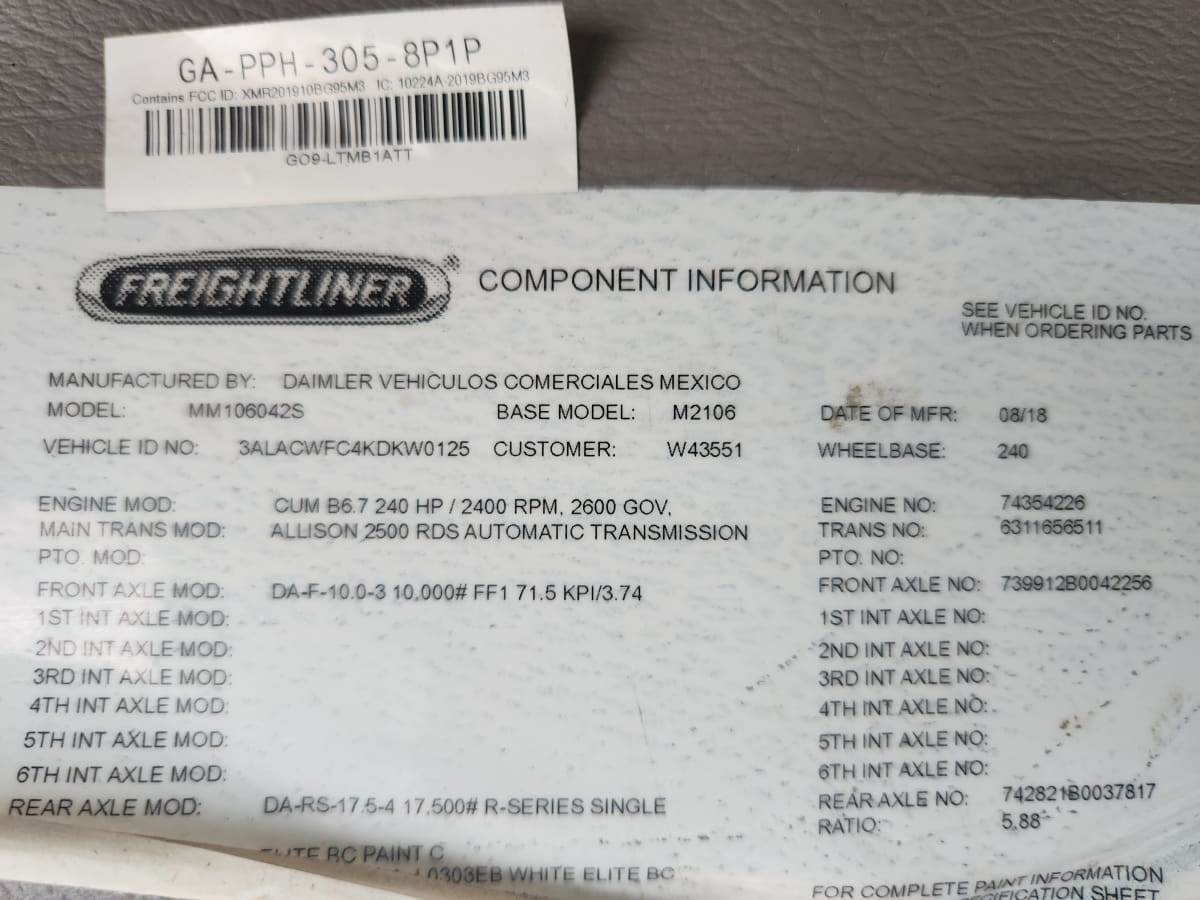 GA-PPH-305-8P1P
Contains FCC ID: XMR201910BG95M3 IC: 10224A-2019BG95M3
GO9-LTMB1ATT
FREIGHTLINER® COMPONENT INFORMATION
SEE VEHICLE ID NO.
WHEN ORDERING PARTS
MANUFACTURED BY: DAIMLER VEHICULOS COMERCIALES MEXICO
MODEL: MM106042S BASE MODEL: M2106 DATE OF MFR: 08/18
VEHICLE ID NO: 3ALACWFC4KDKW0125 CUSTOMER: W43551 WHEELBASE: 240
ENGINE MOD: CUM B6.7 240 HP / 2400 RPM, 2600 GOV, ENGINE NO: 74354226
MAIN TRANS MOD: ALLISON 2500 RDS AUTOMATIC TRANSMISSION TRANS NO: 6311656511
PTO. MOD: PTO. NO:
FRONT AXLE MOD: DA-F-10.0-3 10,000# FF1 71.5 KPI/3.74 FRONT AXLE NO: 739912B0042256
1ST INT AXLE MOD: 1ST INT AXLE NO:
2ND INT AXLE MOD: 2ND INT AXLE NO:
3RD INT AXLE MOD: 3RD INT AXLE NO:
4TH INT AXLE MOD: 4TH INT AXLE NO:
5TH INT AXLE MOD: 5TH INT AXLE NO:
6TH INT AXLE MOD: 6TH INT AXLE NO:
REAR AXLE MOD: DA-RS-17.5-4 17,500# R-SERIES SINGLE REAR AXLE NO: 742821B0037817
RATIO: 5.88
ELITE BC PAINT C
0303EB WHITE ELITE BC
FOR COMPLETE PAINT INFORMATION
SHEET